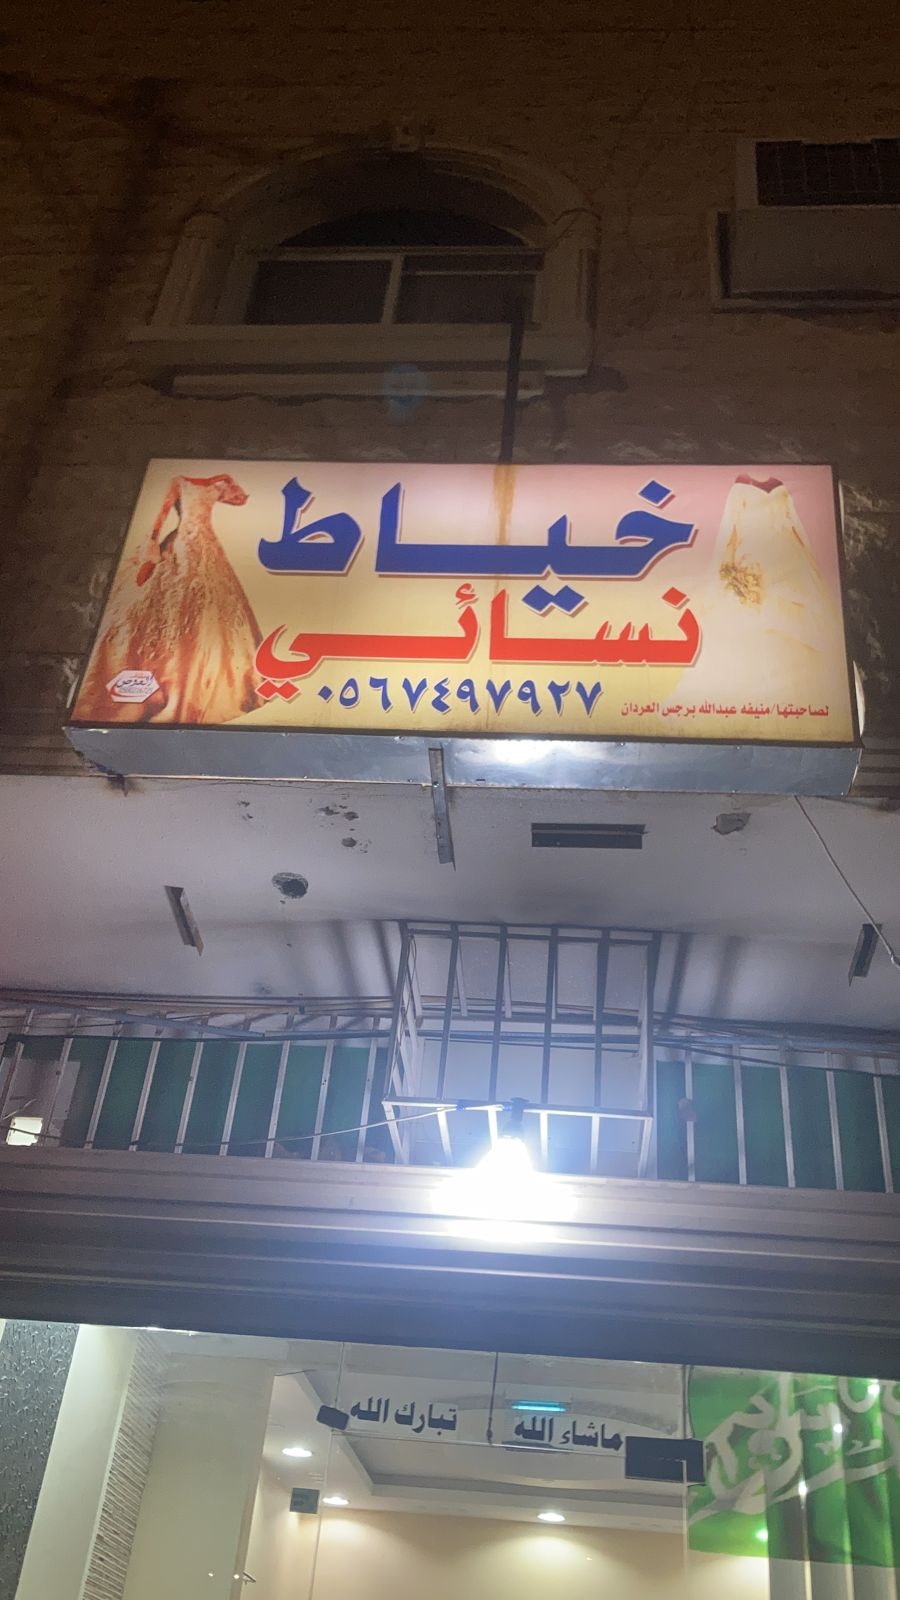 خياط
نسائي
٠٥٦٧٤٩٧٩٢٧
لصاحبتها/منيفه عبدالله برجس العردان
ماشاء الله تبارك الله